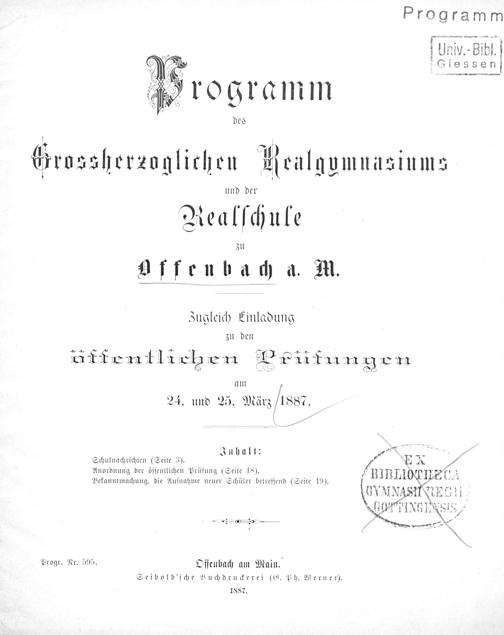 Programm
Univ.-Bibl.
Giessen
Programm
des
Grossherzoglichen Realgymnasiums
und der
Realschule
zu
Offenbach a. M.
Zugleich Einladung
zu den
öffentlichen Prüfungen
am
24. und 25. März 1887.
Inhalt:
Schulnachrichten (Seite 3).
Anordnung der öffentlichen Prüfung (Seite 18).
Bekanntmachung, die Aufnahme neuer Schüler betreffend (Seite 19).
EX
BIBLIOTHECA
GYMNASII REGII
GOTTINGENSIS
Progr. Nr. 595.
Offenbach am Main.
Seibold'sche Buchdruckerei (G. Ph. Werner).
1887.